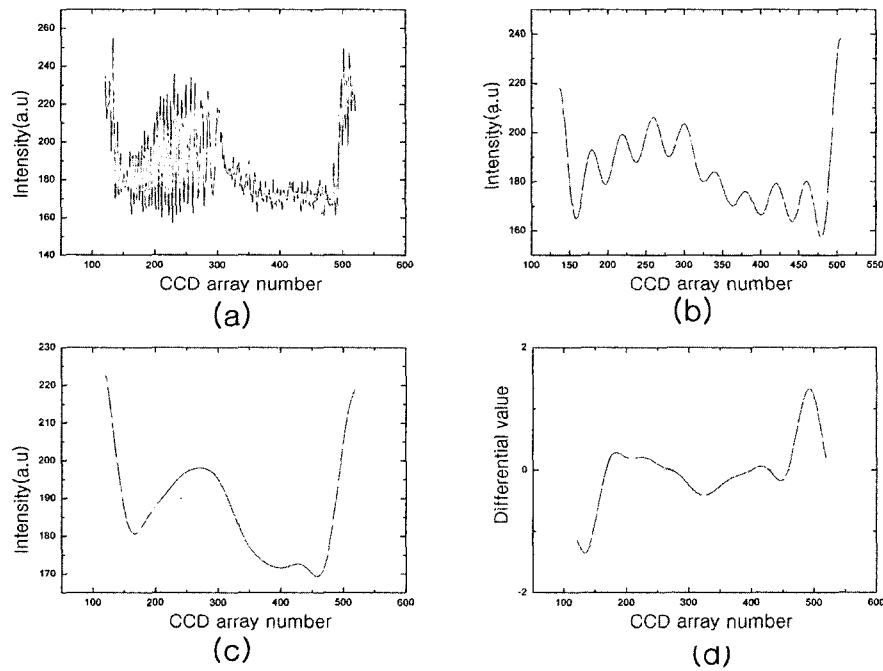 260
240
220
200
180
160
140
100 200 300 400 500 600
Intensity(a.u)
CCD array number
(a)
240
220
200
180
160
100 150 200 250 300 350 400 450 500 550
Intensity(a.u)
CCD array number
(b)
230
220
210
200
190
180
170
100 200 300 400 500 600
Intensity(a.u)
CCD array number
(c)
2
0
-2
100 200 300 400 500 600
Differential value
CCD array number
(d)